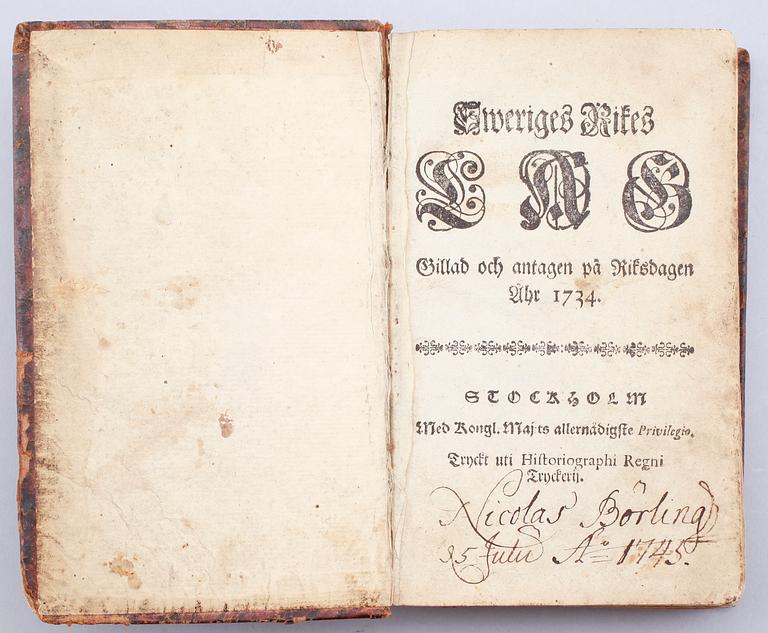 Sweriges Rikes
LAG
Gillad och antagen på Riksdagen
Åhr 1734.
STOCKHOLM
Med Kongl. Maj:ts allernådigste Privilegio.
Tryckt uti Historiographi Regni
Tryckerij.
Nicolas Börling
Julii A:o 1745.